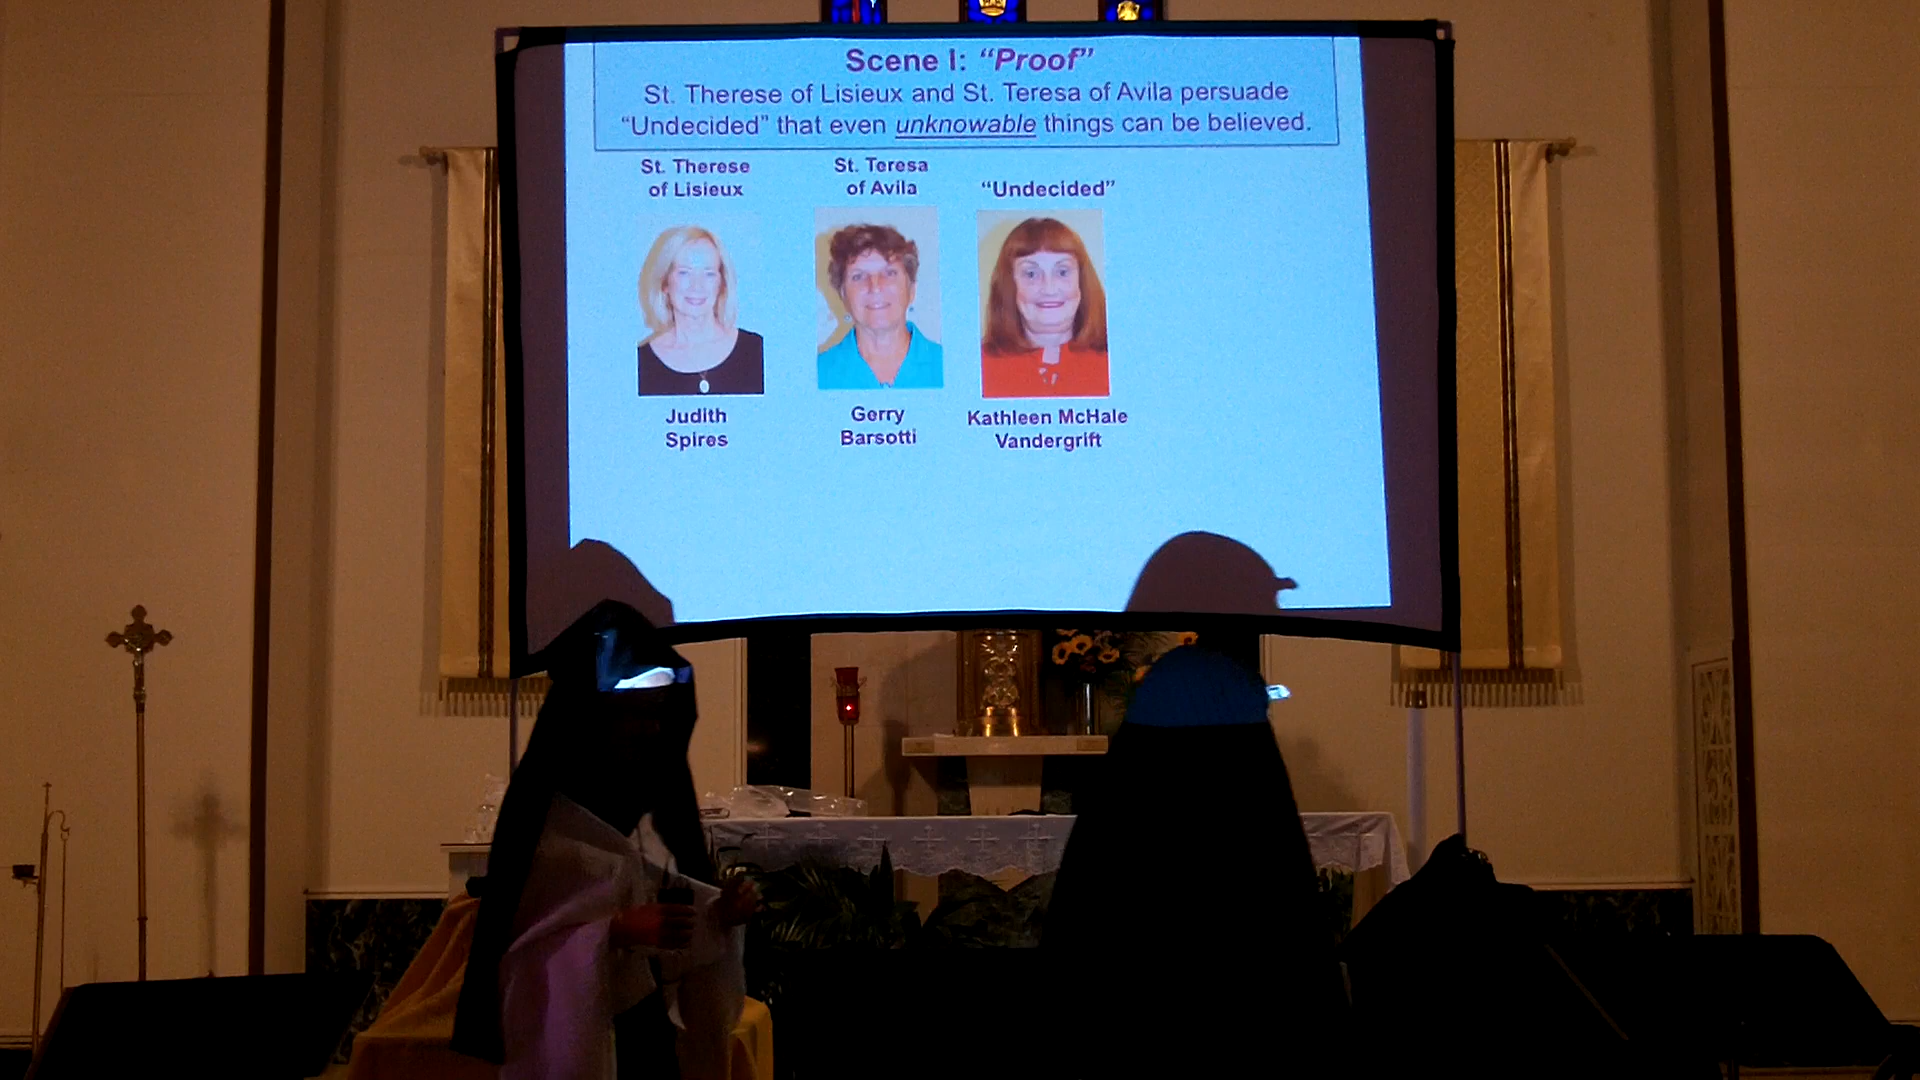 Scene I: “Proof”
St. Therese of Lisieux and St. Teresa of Avila persuade
“Undecided” that even unknowable things can be believed.
St. Therese
of Lisieux
St. Teresa
of Avila
“Undecided”
Judith
Spires
Gerry
Barsotti
Kathleen McHale
Vandergrift